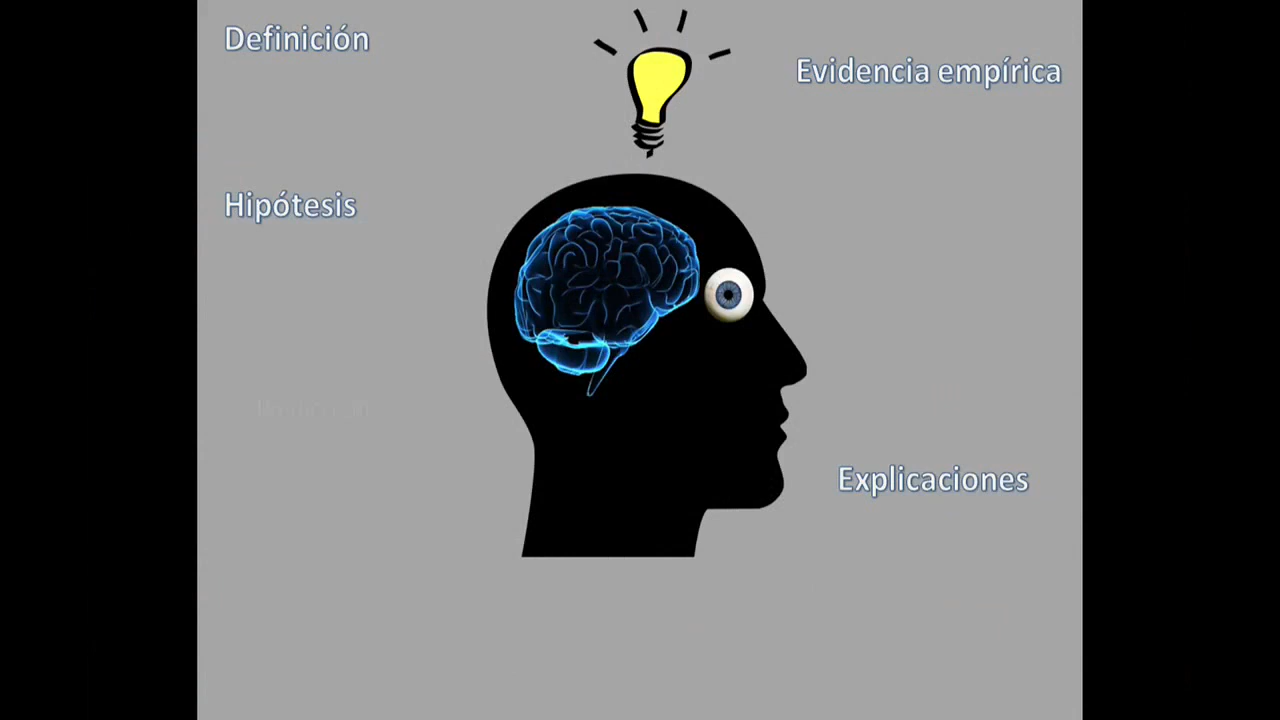 Definición
Evidencia empírica
Hipótesis
Explicaciones